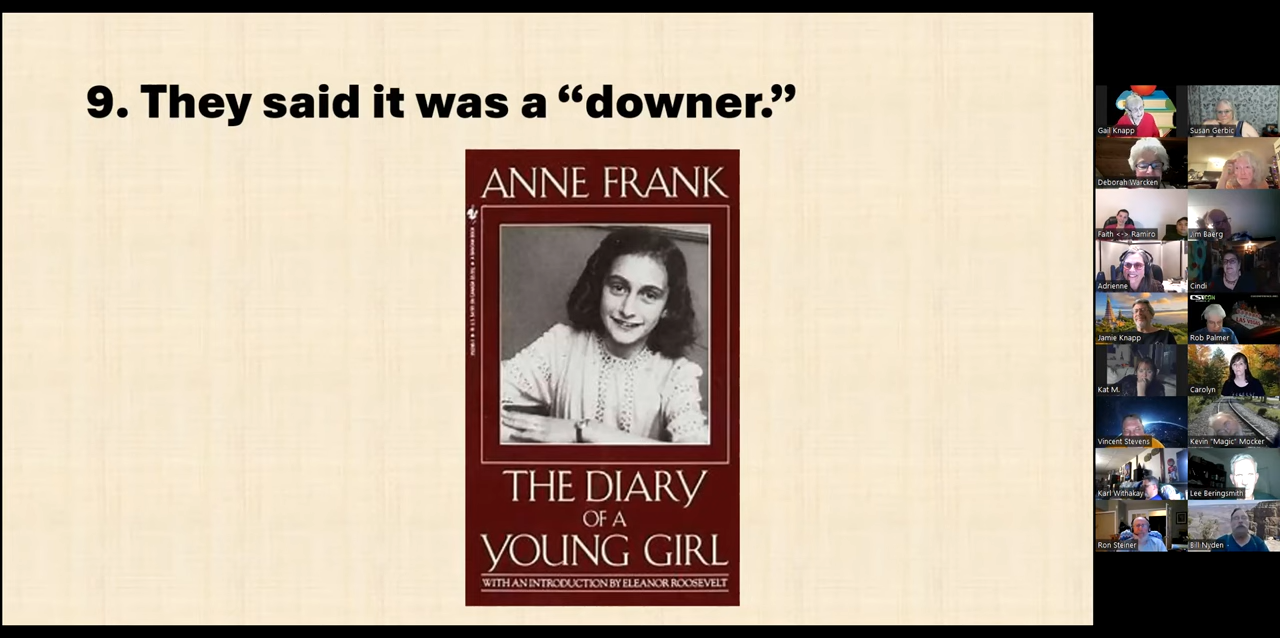 9. They said it was a “downer.”
ANNE FRANK
THE DIARY
OF A
YOUNG GIRL
WITH AN INTRODUCTION BY ELEANOR ROOSEVELT
Gail Knapp
Susan Gerbic
Deborah Warcken
Faith <-> Ramiro
Jim Baerg
Adrienne
Cindi
Jamie Knapp
Rob Palmer
Kat M.
Carolyn
Vincent Stevens
Kevin "Magic" Mocker
Karl Withakay
Lee Beringsmith
Ron Steiner
Bill Nyden -